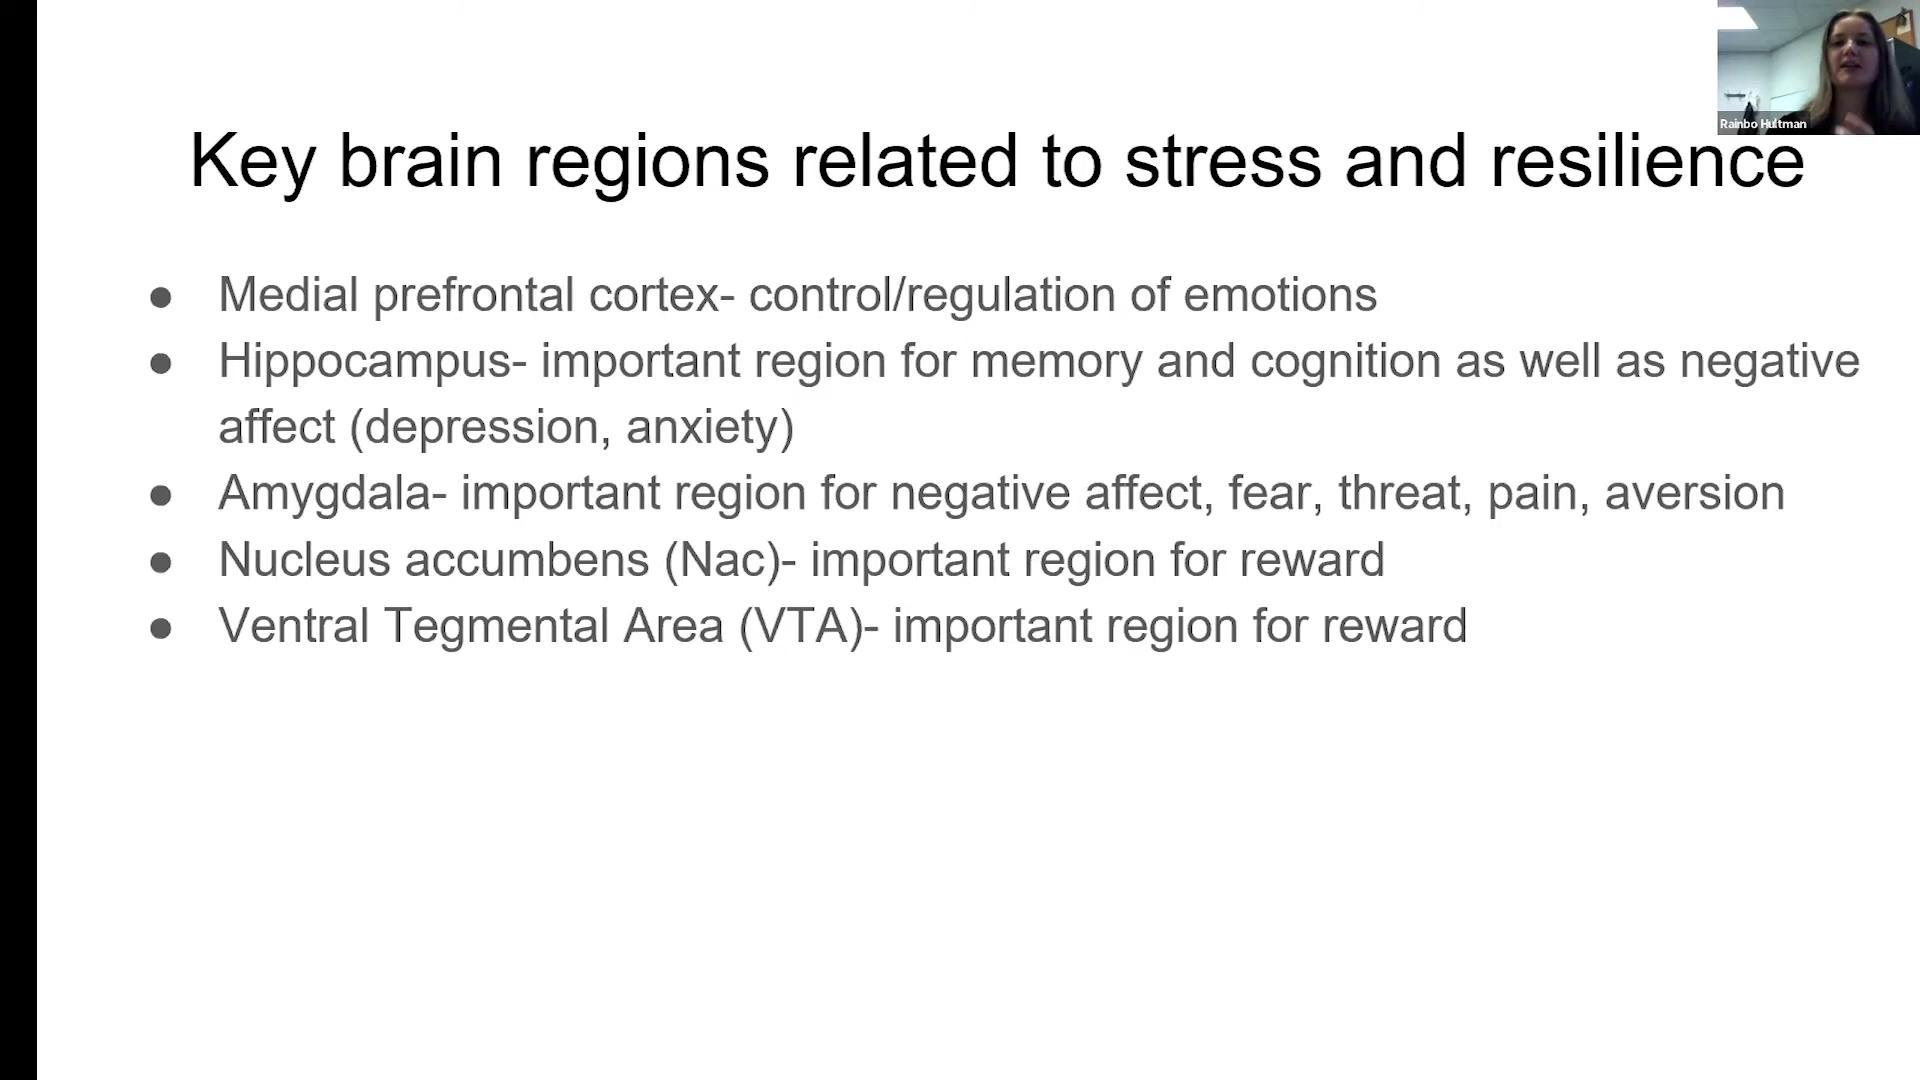 Rainbo Hultman
Key brain regions related to stress and resilience
● Medial prefrontal cortex- control/regulation of emotions
● Hippocampus- important region for memory and cognition as well as negative
affect (depression, anxiety)
● Amygdala- important region for negative affect, fear, threat, pain, aversion
● Nucleus accumbens (Nac)- important region for reward
● Ventral Tegmental Area (VTA)- important region for reward